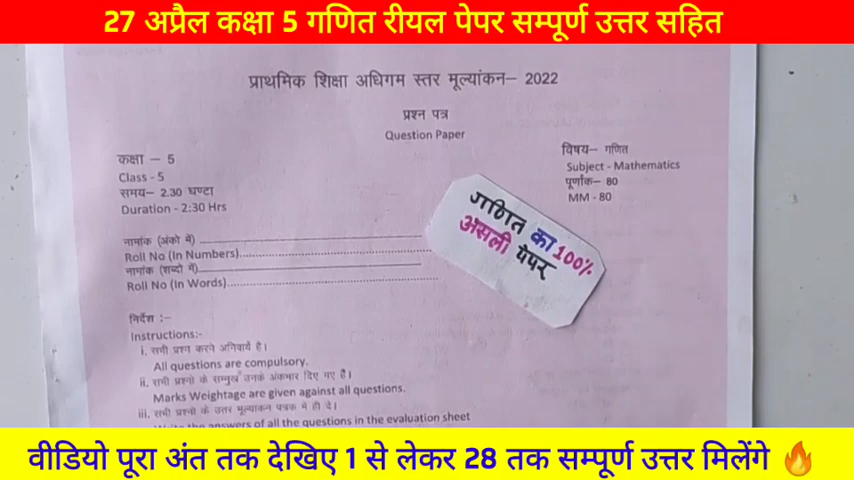 27 अप्रैल कक्षा 5 गणित रीयल पेपर सम्पूर्ण उत्तर सहित
प्राथमिक शिक्षा अधिगम स्तर मूल्यांकन– 2022
प्रश्न पत्र
Question Paper
कक्षा – 5
Class - 5
समय– 2.30 घण्टा
Duration - 2:30 Hrs
विषय– गणित
Subject - Mathematics
पूर्णांक– 80
MM - 80
गणित का 100%
असली पेपर
नामांक (अंको में)
Roll No (In Numbers)
नामांक (शब्दो में)
Roll No (In Words)
निर्देश :–
Instructions:-
i. सभी प्रश्न करने अनिवार्य है।
All questions are compulsory.
ii. सभी प्रश्नो के सम्मुख उनके अंकभार दिए गए है।
Marks Weightage are given against all questions.
iii. सभी प्रश्नो के उत्तर मूल्यांकन पत्रक में ही दे।
Write the answers of all the questions in the evaluation sheet
वीडियो पूरा अंत तक देखिए 1 से लेकर 28 तक सम्पूर्ण उत्तर मिलेंगे 🔥